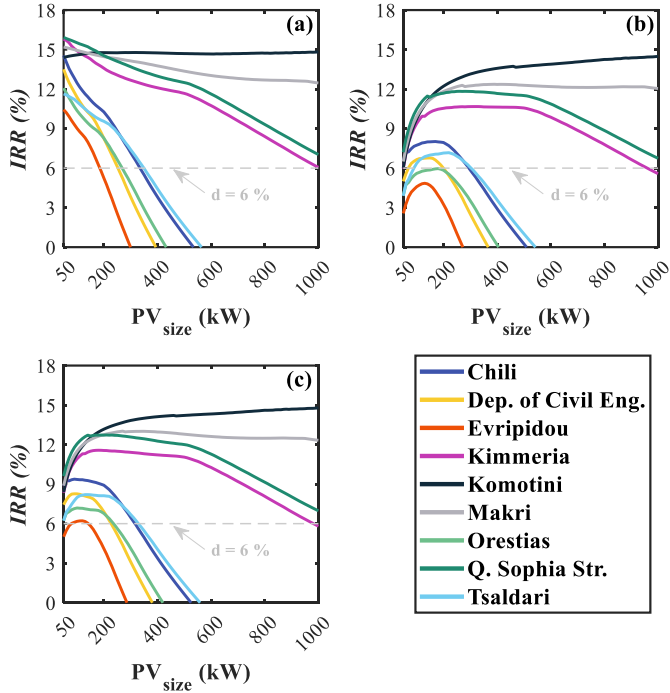 (a)
18
15
12
9
6
3
0
IRR (%)
d = 6 %
50
200
400
600
800
1000
PVsize (kW)
(b)
18
15
12
9
6
3
0
IRR (%)
d = 6 %
50
200
400
600
800
1000
PVsize (kW)
(c)
18
15
12
9
6
3
0
IRR (%)
d = 6 %
50
200
400
600
800
1000
PVsize (kW)
Chili
Dep. of Civil Eng.
Evripidou
Kimmeria
Komotini
Makri
Orestias
Q. Sophia Str.
Tsaldari